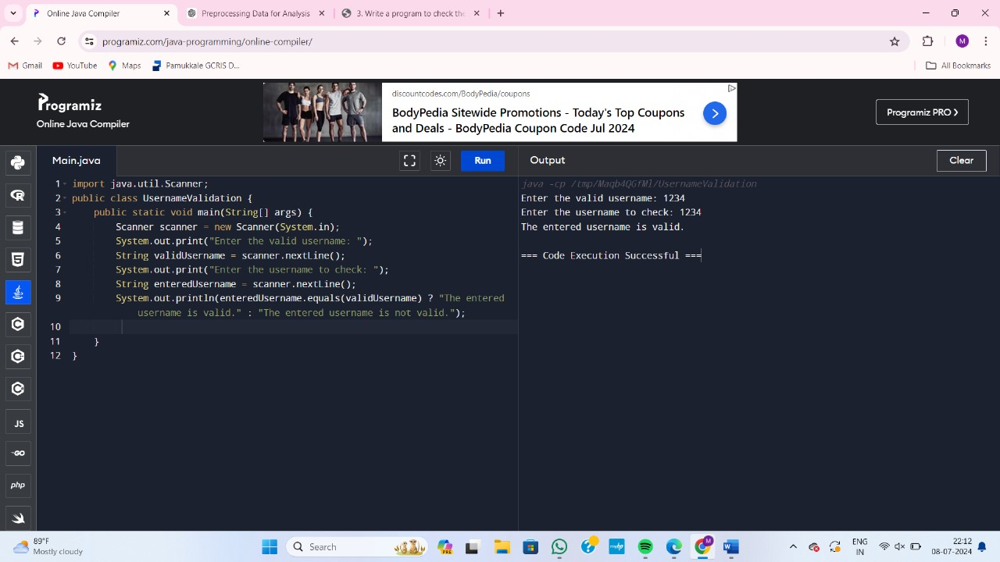 Online Java Compiler
Preprocessing Data for Analysis
3. Write a program to check the
programiz.com/java-programming/online-compiler/
M
Gmail
YouTube
Maps
Pamukkale GCRIS D...
All Bookmarks
Programiz
Online Java Compiler
discountcodes.com/BodyPedia/coupons
BodyPedia Sitewide Promotions - Today's Top Coupons
and Deals - BodyPedia Coupon Code Jul 2024
Programiz PRO ❯
Main.java
Run
Output
Clear
1 import java.util.Scanner;
2 public class UsernameValidation {
3 public static void main(String[] args) {
4 Scanner scanner = new Scanner(System.in);
5 System.out.print("Enter the valid username: ");
6 String validUsername = scanner.nextLine();
7 System.out.print("Enter the username to check: ");
8 String enteredUsername = scanner.nextLine();
9 System.out.println(enteredUsername.equals(validUsername) ? "The entered
username is valid." : "The entered username is not valid.");
10
11 }
12 }
java -cp /tmp/Maqb4QGfMl/UsernameValidation
Enter the valid username: 1234
Enter the username to check: 1234
The entered username is valid.
=== Code Execution Successful ===
JS
GO
php
89°F
Mostly cloudy
Search
PRE
myhp
M
ENG
IN
22:12
08-07-2024